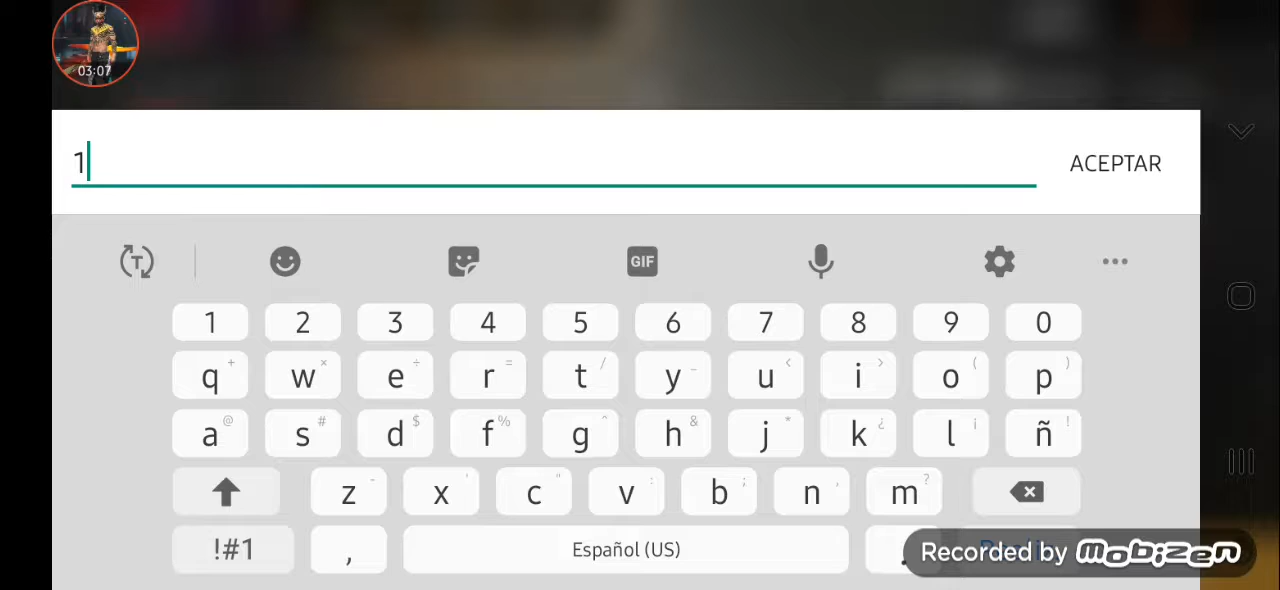 03:07
1
ACEPTAR
T
GIF
1 2 3 4 5 6 7 8 9 0
q + w × e ÷ r = t / y _ u < i > o ( p )
a @ s # d $ f % g ^ h & j * k ¿ l ¡ ñ !
z - x ' c " v : b ; n , m ?
!#1 , Español (US) .
Recorded by Mobizen